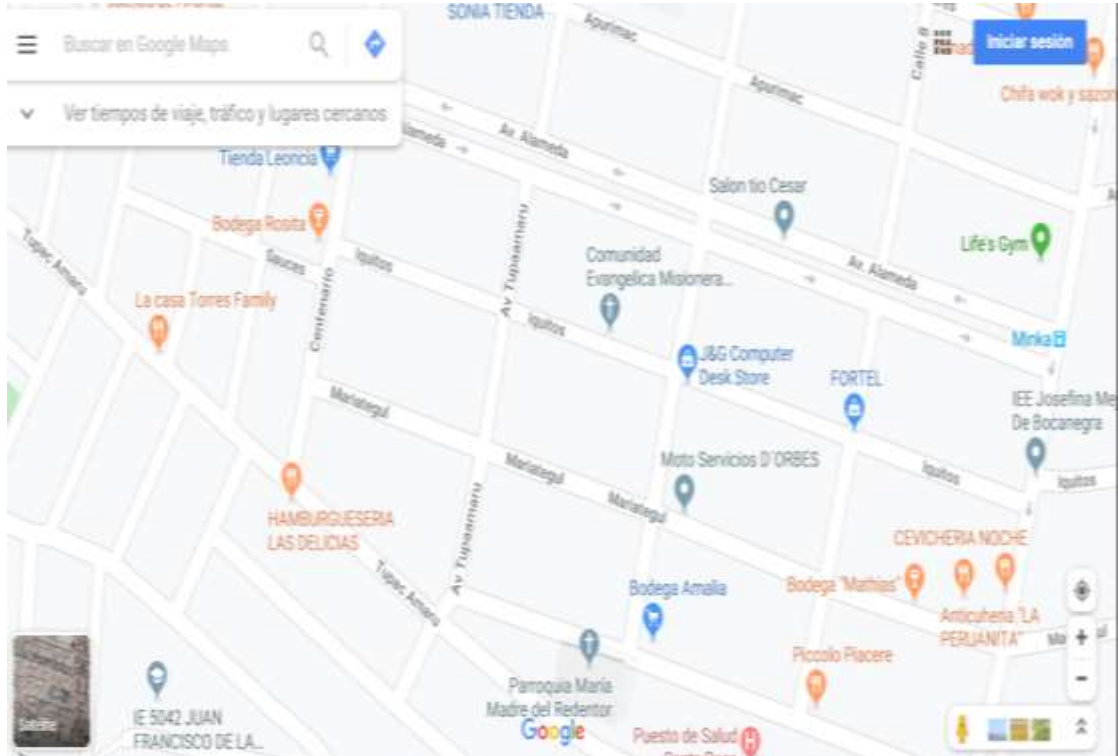 SONIA TIENDA
Apurimac
Calle 8
Iniciar sesión
Buscar en Google Maps
Apurimac
Chifa wok y sazon
Ver tiempos de viaje, tráfico y lugares cercanos
Alameda
Av. Alameda
Tienda Leoncia
Salon tio Cesar
Bodega Rosita
Av Tupaamaru
Life's Gym
Tupac Amaru
Sauces
Iquitos
Comunidad
Evangelica Misionera...
Av. Alameda
La casa Torres Family
Centenario
Iquitos
Minka
J&G Computer
Desk Store
FORTEL
Mariategui
IEE Josefina Me
De Bocanegra
Mariategui
Moto Servicios D´ORBES
Iquitos
Iquitos
Mariategui
HAMBURGUESERIA
LAS DELICIAS
Av Tupaamaru
CEVICHERIA NOCHE
Tupac Amaru
Bodega Amalia
Bodega "Mathias"
Anticuheria "LA
PERUANITA"
Piccolo Piacere
Satélite
Parroquia María
Madre del Redentor
IE 5042 JUAN
FRANCISCO DE LA...
Google
Puesto de Salud